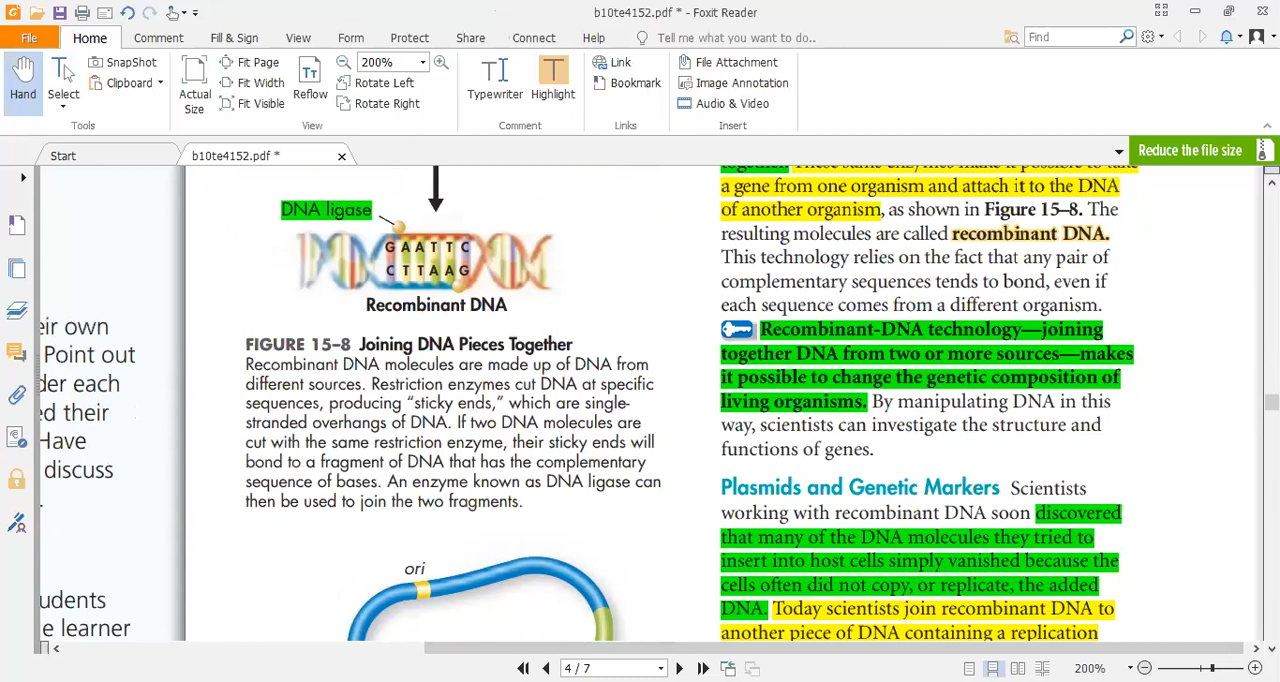 b10te4152.pdf * - Foxit Reader
File Home Comment Fill & Sign View Form Protect Share Connect Help Tell me what you want to do.. Find
Hand
Select
SnapShot
Clipboard
Tools
Actual Size
Fit Page
Fit Width
Fit Visible
Reflow
200%
Rotate Left
Rotate Right
View
Typewriter
Highlight
Comment
Link
Bookmark
Links
File Attachment
Image Annotation
Audio & Video
Insert
Start
b10te4152.pdf *
Reduce the file size
eir own
Point out
der each
ed their
Have
discuss
udents
e learner
DNA ligase
G A A T T C
C T T A A G
Recombinant DNA
FIGURE 15–8 Joining DNA Pieces Together
Recombinant DNA molecules are made up of DNA from
different sources. Restriction enzymes cut DNA at specific
sequences, producing “sticky ends,” which are single-
stranded overhangs of DNA. If two DNA molecules are
cut with the same restriction enzyme, their sticky ends will
bond to a fragment of DNA that has the complementary
sequence of bases. An enzyme known as DNA ligase can
then be used to join the two fragments.
ori
together. These same enzymes make it possible to take
a gene from one organism and attach it to the DNA
of another organism, as shown in Figure 15–8. The
resulting molecules are called recombinant DNA.
This technology relies on the fact that any pair of
complementary sequences tends to bond, even if
each sequence comes from a different organism.
Recombinant-DNA technology—joining
together DNA from two or more sources—makes
it possible to change the genetic composition of
living organisms. By manipulating DNA in this
way, scientists can investigate the structure and
functions of genes.
Plasmids and Genetic Markers Scientists
working with recombinant DNA soon discovered
that many of the DNA molecules they tried to
insert into host cells simply vanished because the
cells often did not copy, or replicate, the added
DNA. Today scientists join recombinant DNA to
another piece of DNA containing a replication
4 / 7
200%